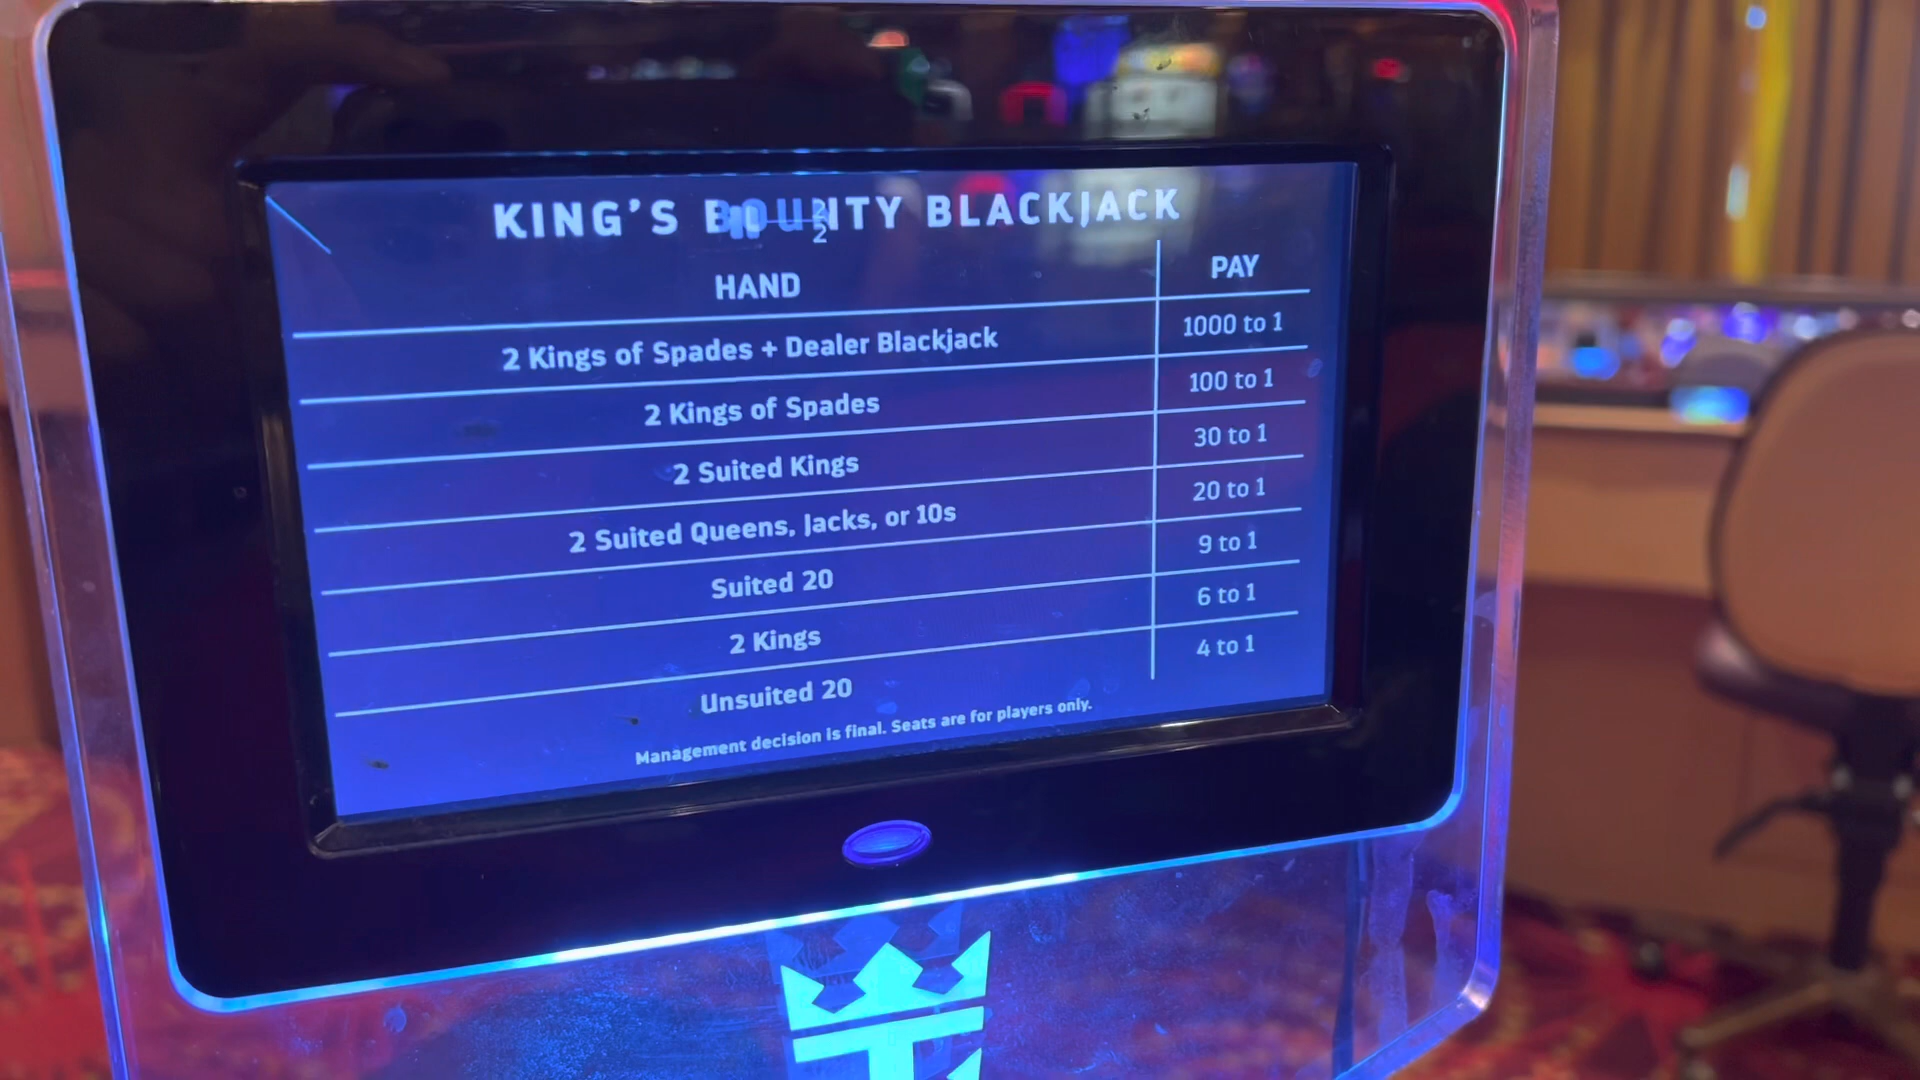 KING'S BOUNTY BLACKJACK
HAND PAY
2 Kings of Spades + Dealer Blackjack 1000 to 1
2 Kings of Spades 100 to 1
2 Suited Kings 30 to 1
2 Suited Queens, Jacks, or 10s 20 to 1
Suited 20 9 to 1
2 Kings 6 to 1
Unsuited 20 4 to 1
Management decision is final. Seats are for players only.